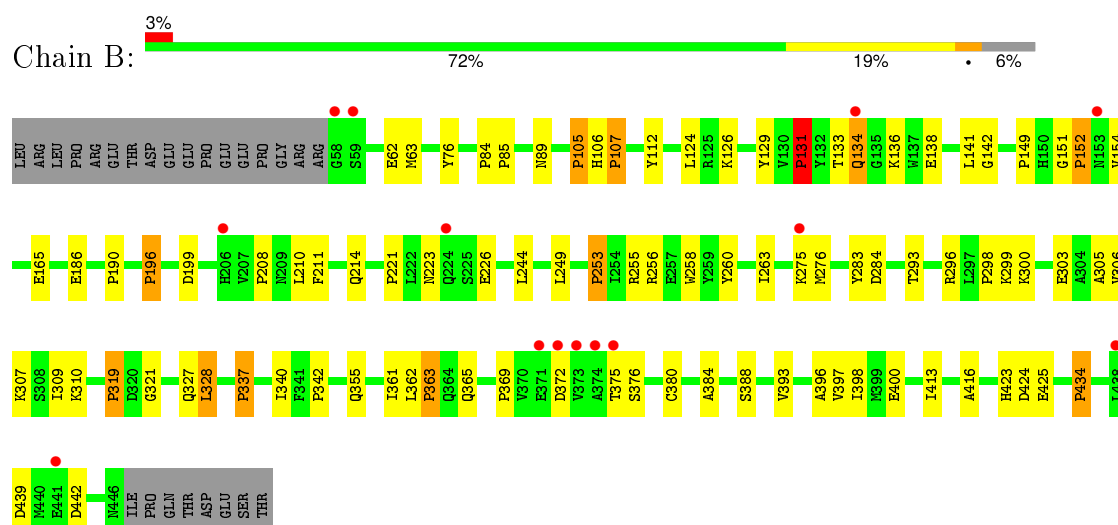 3%
Chain B:
72% 19% • 6%
LEU ARG LEU PRO ARG GLU THR ASP GLU GLU PRO GLU GLU PRO GLY ARG ARG G58 S59 E62 M63 Y76 P84 P85 N89 P105 H106 P107 Y112 L124 R125 K126 Y129 V130 P131 Y132 T133 Q134 G135 K136 W137 E138 L141 G142 P149 H150 G151 P152 N153 V154
E165 E186 P190 P196 D199 H206 V207 P208 N209 L210 F211 Q214 P221 L222 N223 Q224 S225 E226 L244 L249 P253 I254 R255 R256 E257 W258 Y259 Y260 I263 K275 M276 Y283 D284 T293 R296 L297 P298 K299 K300 E303 A304 A305 V306
K307 S308 I309 K310 P319 D320 G321 Q327 L328 P337 I340 F341 P342 Q355 I361 L362 P363 Q364 Q365 P369 V370 E371 D372 V373 A374 T375 S376 C380 A384 S388 V393 A396 V397 I398 M399 E400 I413 A416 H423 D424 E425 P434 L438
D439 M440 E441 D442 N446 ILE PRO GLN THR ASP GLU SER THR